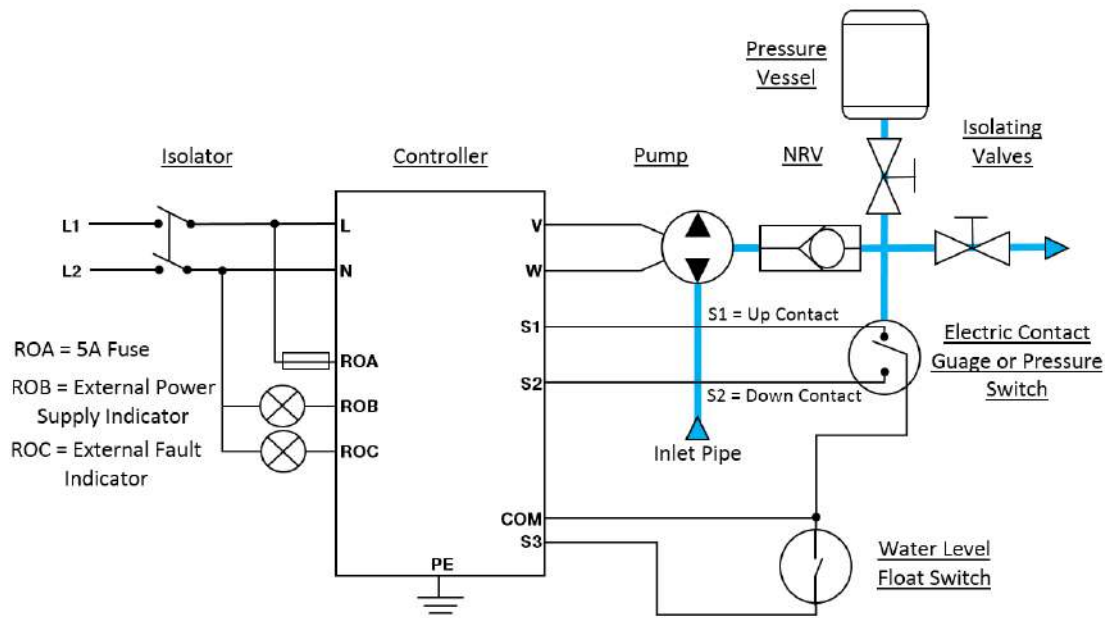 Pressure
Vessel
Isolating
Valves
Isolator
Controller
Pump
NRV
L1
L
V
L2
N
W
S1
S1 = Up Contact
Electric Contact
Guage or Pressure
Switch
ROA = 5A Fuse
ROA
S2
S2 = Down Contact
ROB = External Power
Supply Indicator
ROB
ROC = External Fault
Indicator
ROC
Inlet Pipe
COM
S3
Water Level
Float Switch
PE